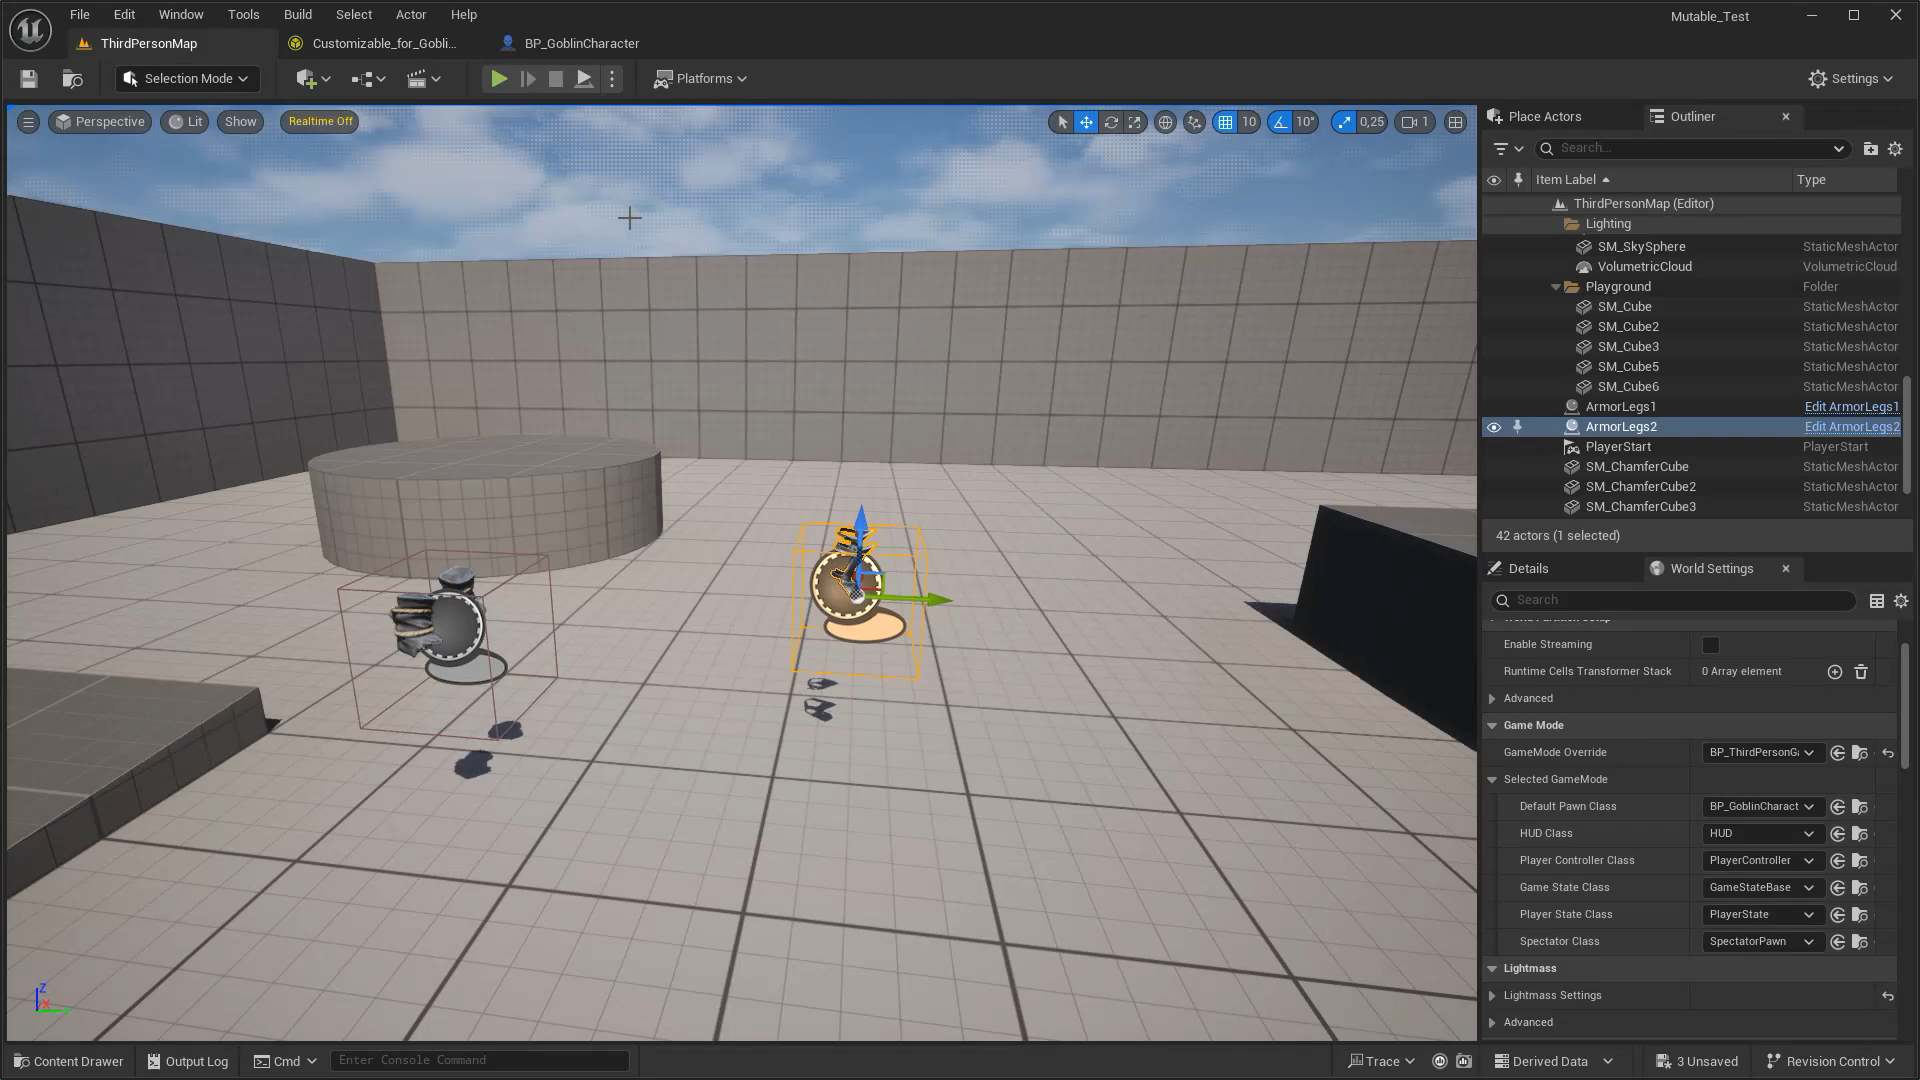 File Edit Window Tools Build Select Actor Help
Mutable_Test
ThirdPersonMap
Customizable_for_Gobli...
BP_GoblinCharacter
Selection Mode
Platforms
Settings
Perspective
Lit
Show
Realtime Off
10
10°
0,25
1
Place Actors
Outliner
Search...
Item Label
Type
ThirdPersonMap (Editor)
Lighting
SM_SkySphere StaticMeshActor
VolumetricCloud VolumetricCloud
Playground Folder
SM_Cube StaticMeshActor
SM_Cube2 StaticMeshActor
SM_Cube3 StaticMeshActor
SM_Cube5 StaticMeshActor
SM_Cube6 StaticMeshActor
ArmorLegs1 Edit ArmorLegs1
ArmorLegs2 Edit ArmorLegs2
PlayerStart PlayerStart
SM_ChamferCube StaticMeshActor
SM_ChamferCube2 StaticMeshActor
SM_ChamferCube3 StaticMeshActor
42 actors (1 selected)
Details
World Settings
Search
Enable Streaming
Runtime Cells Transformer Stack 0 Array element
Advanced
Game Mode
GameMode Override BP_ThirdPersonGa
Selected GameMode
Default Pawn Class BP_GoblinCharact
HUD Class HUD
Player Controller Class PlayerController
Game State Class GameStateBase
Player State Class PlayerState
Spectator Class SpectatorPawn
Lightmass
Lightmass Settings
Advanced
Z
X
Content Drawer
Output Log
Cmd
Enter Console Command
Trace
Derived Data
3 Unsaved
Revision Control